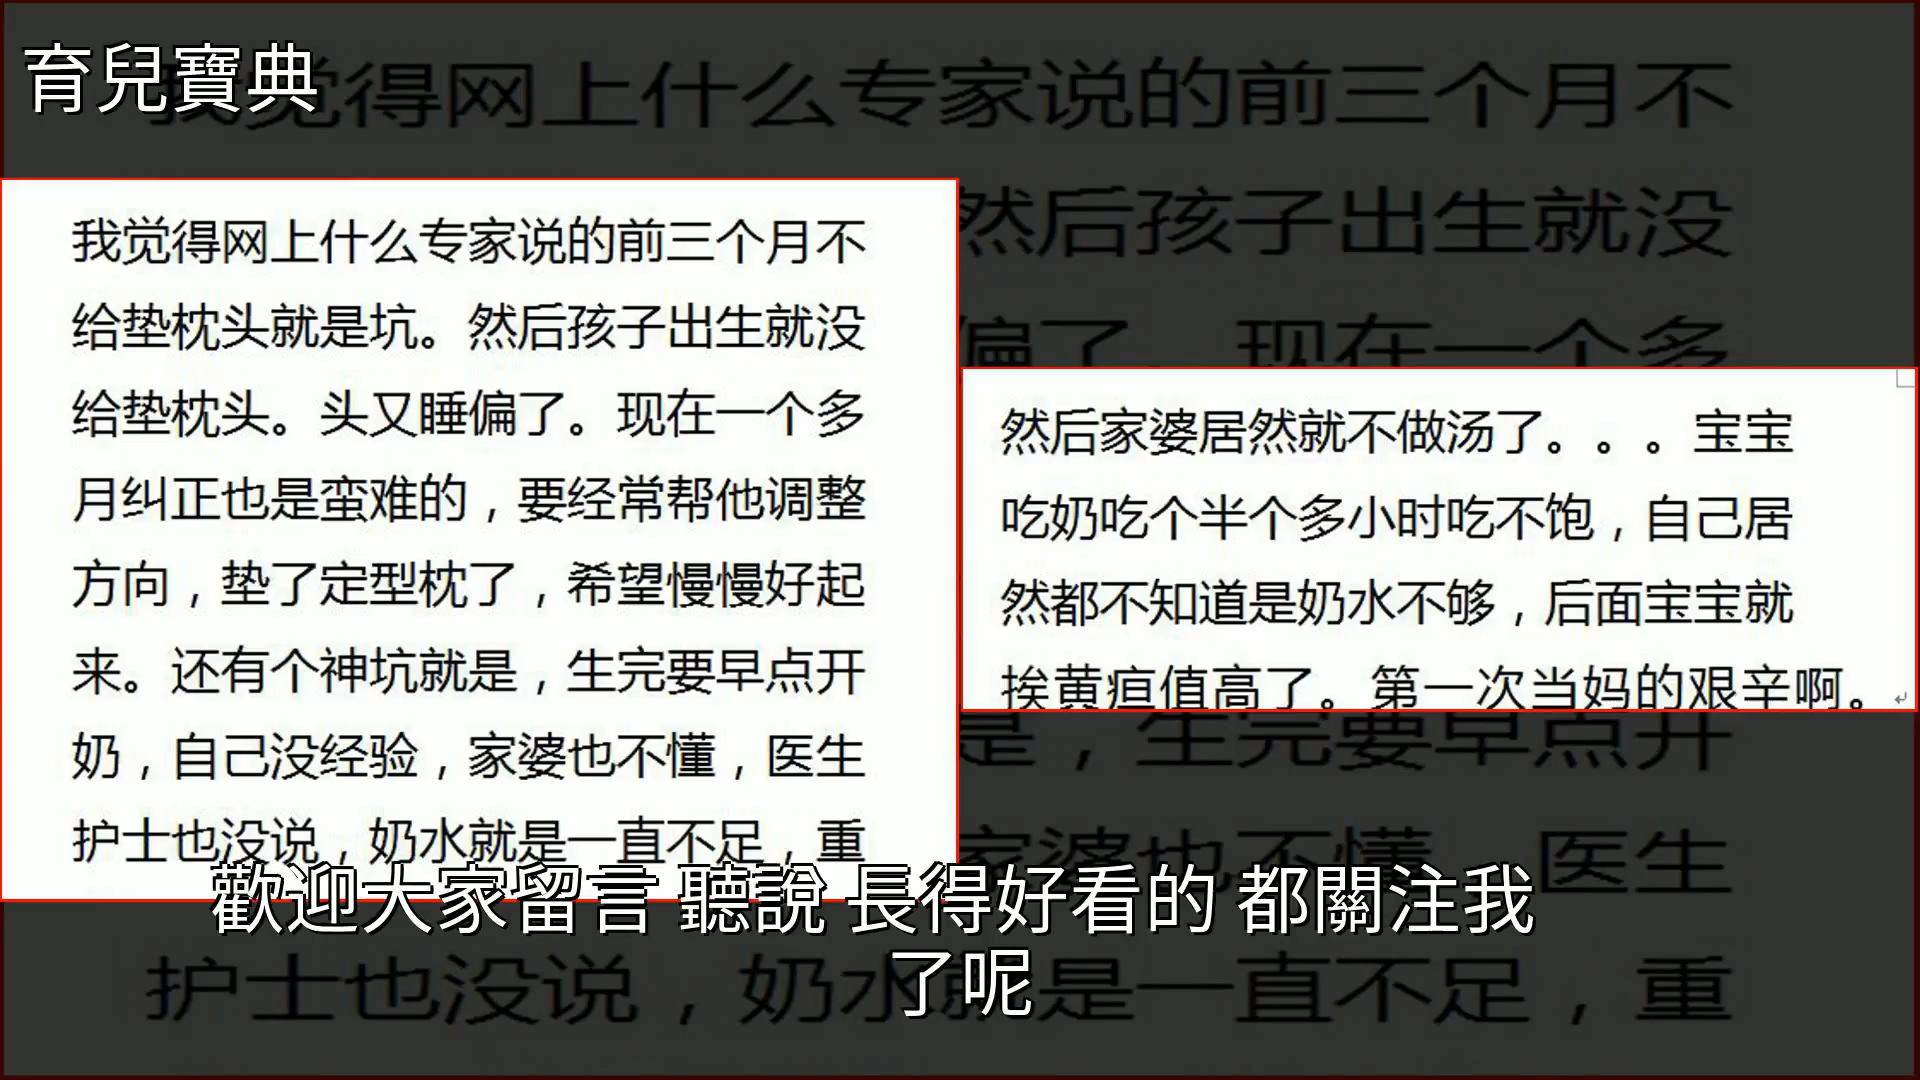 育兒寶典
我觉得网上什么专家说的前三个月不
给垫枕头就是坑。然后孩子出生就没
给垫枕头。头又睡偏了。现在一个多
月纠正也是蛮难的，要经常帮他调整
方向，垫了定型枕了，希望慢慢好起
来。还有个神坑就是，生完要早点开
奶，自己没经验，家婆也不懂，医生
护士也没说，奶水就是一直不足，重
然后家婆居然就不做汤了。。。宝宝
吃奶吃个半个多小时吃不饱，自己居
然都不知道是奶水不够，后面宝宝就
挨黄疸值高了。第一次当妈的艰辛啊。
歡迎大家留言 聽說 長得好看的 都關注我
了呢